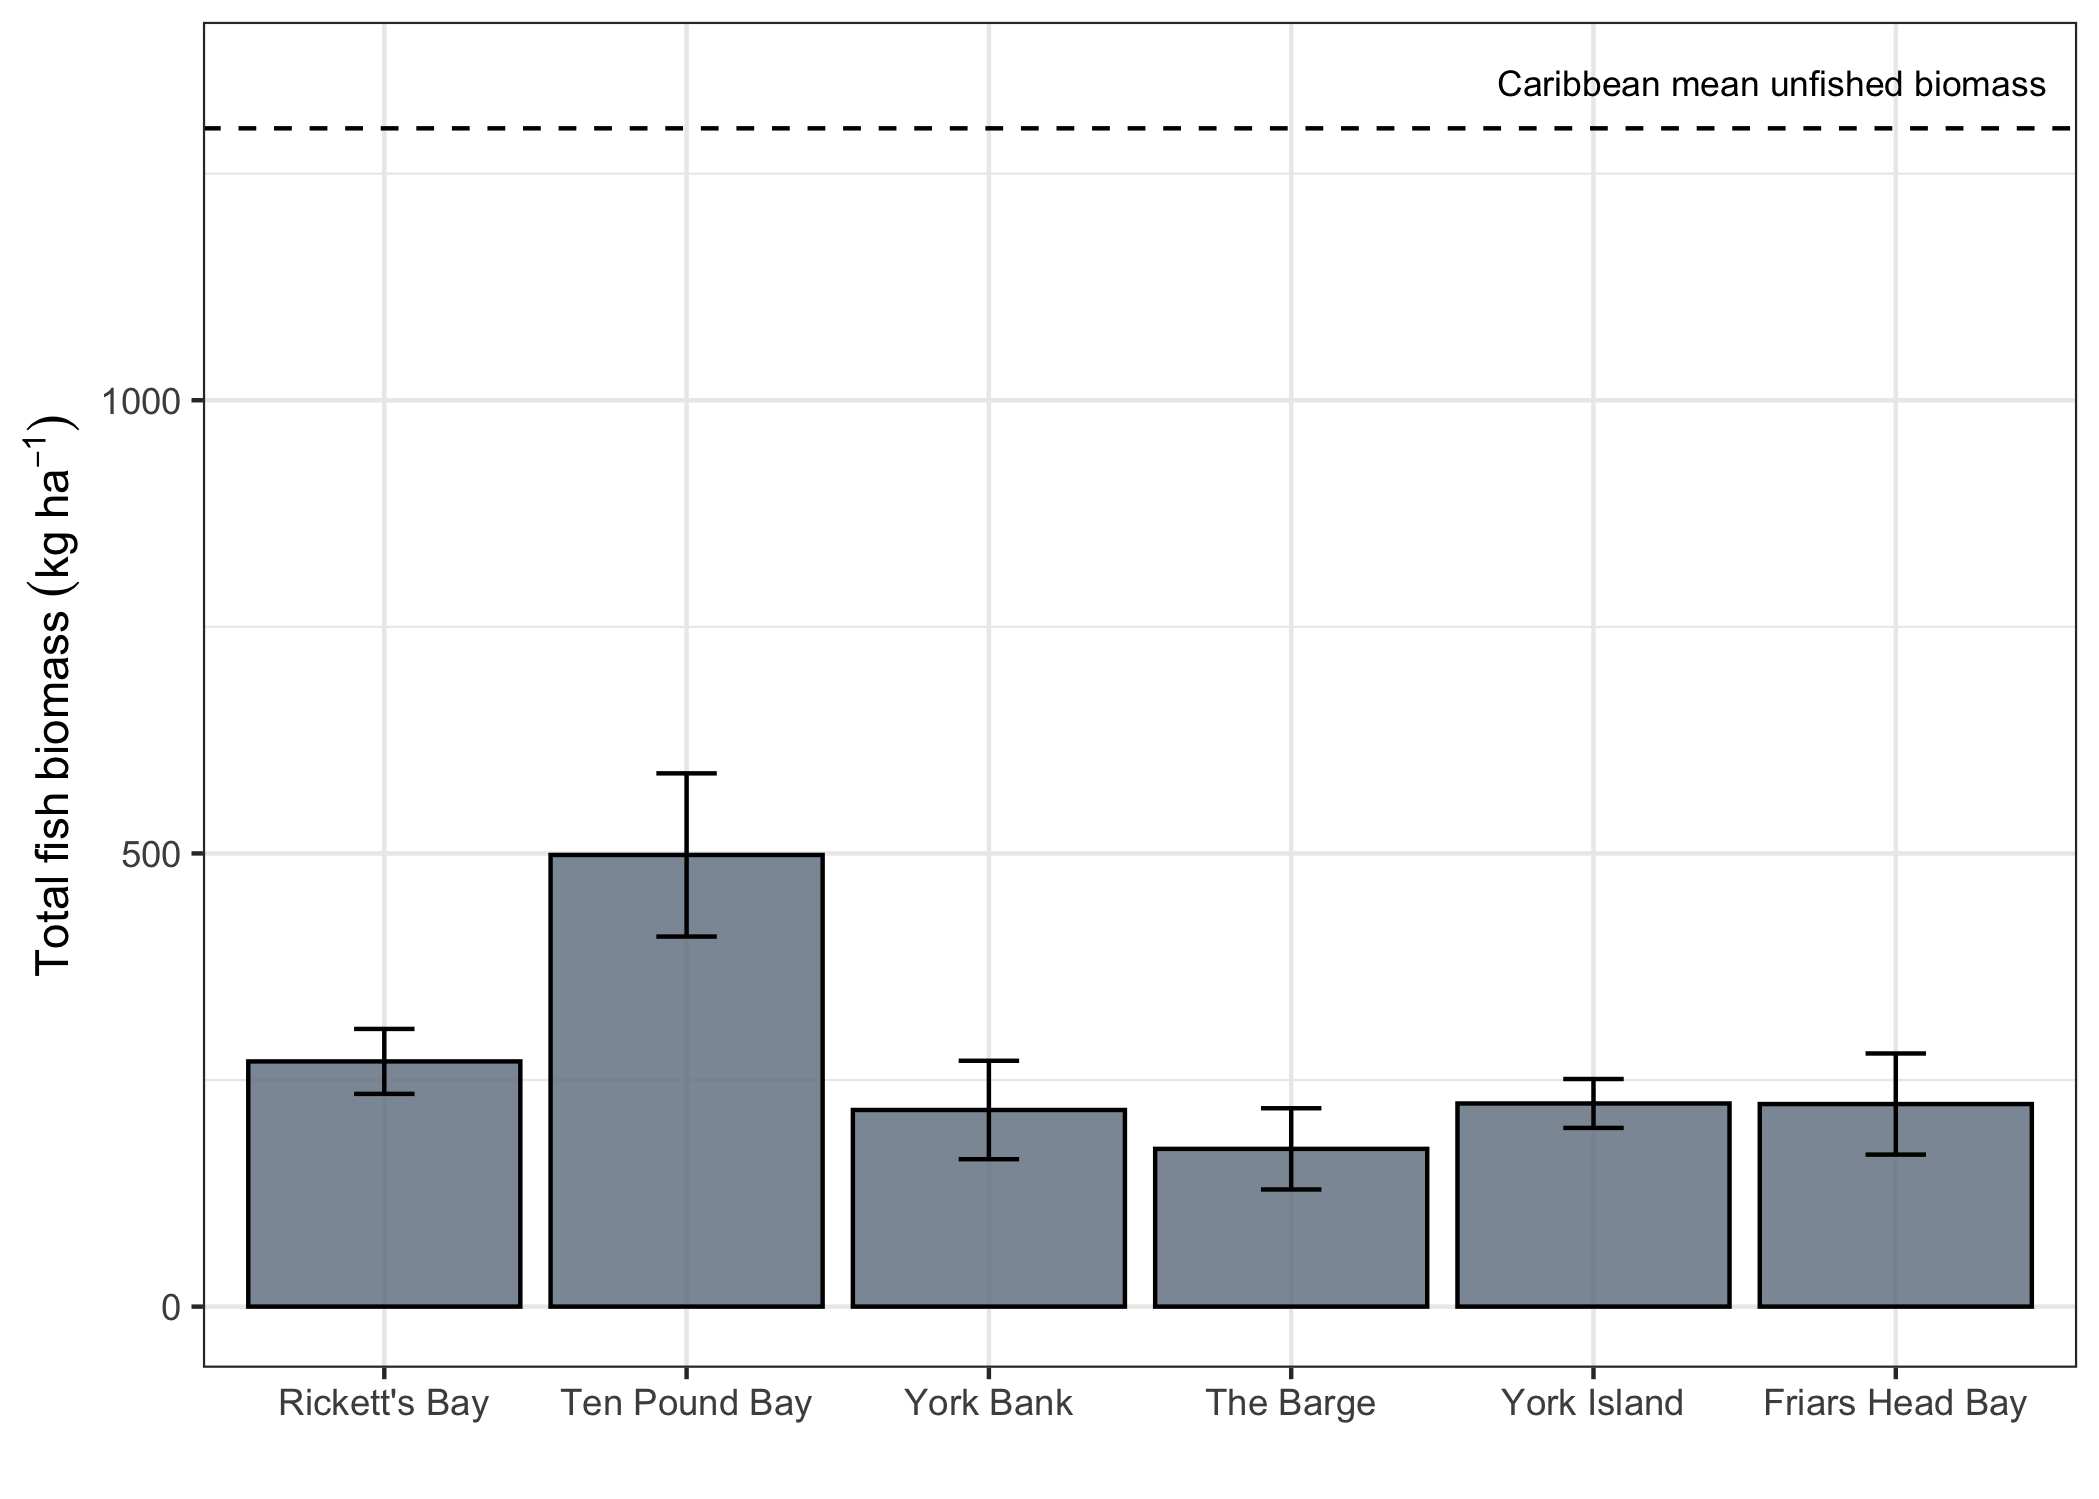 Caribbean mean unfished biomass
Total fish biomass (kg ha⁻¹)
1000
500
0
Rickett's Bay
Ten Pound Bay
York Bank
The Barge
York Island
Friars Head Bay